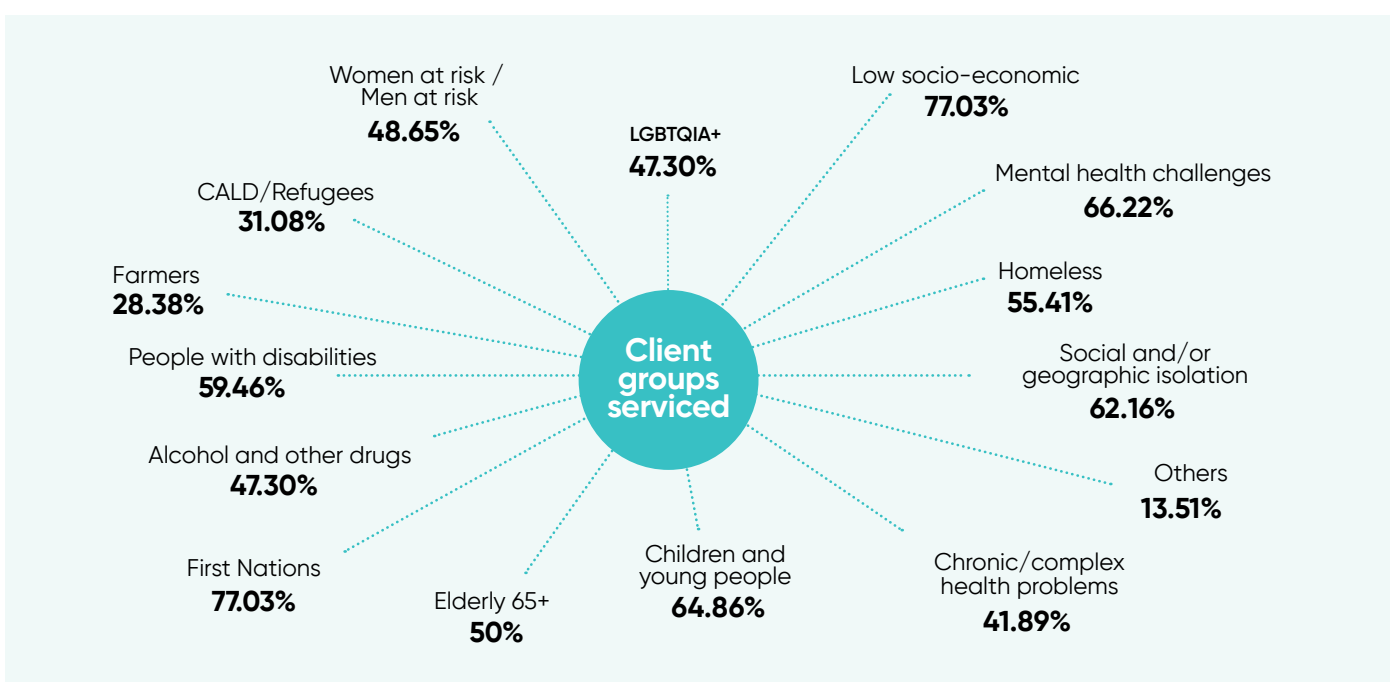 Women at risk /
Men at risk
48.65%
LGBTQIA+
47.30%
Low socio-economic
77.03%
Mental health challenges
66.22%
Homeless
55.41%
Social and/or
geographic isolation
62.16%
Others
13.51%
Chronic/complex
health problems
41.89%
Children and
young people
64.86%
Elderly 65+
50%
First Nations
77.03%
Alcohol and other drugs
47.30%
People with disabilities
59.46%
Farmers
28.38%
CALD/Refugees
31.08%
Client
groups
serviced